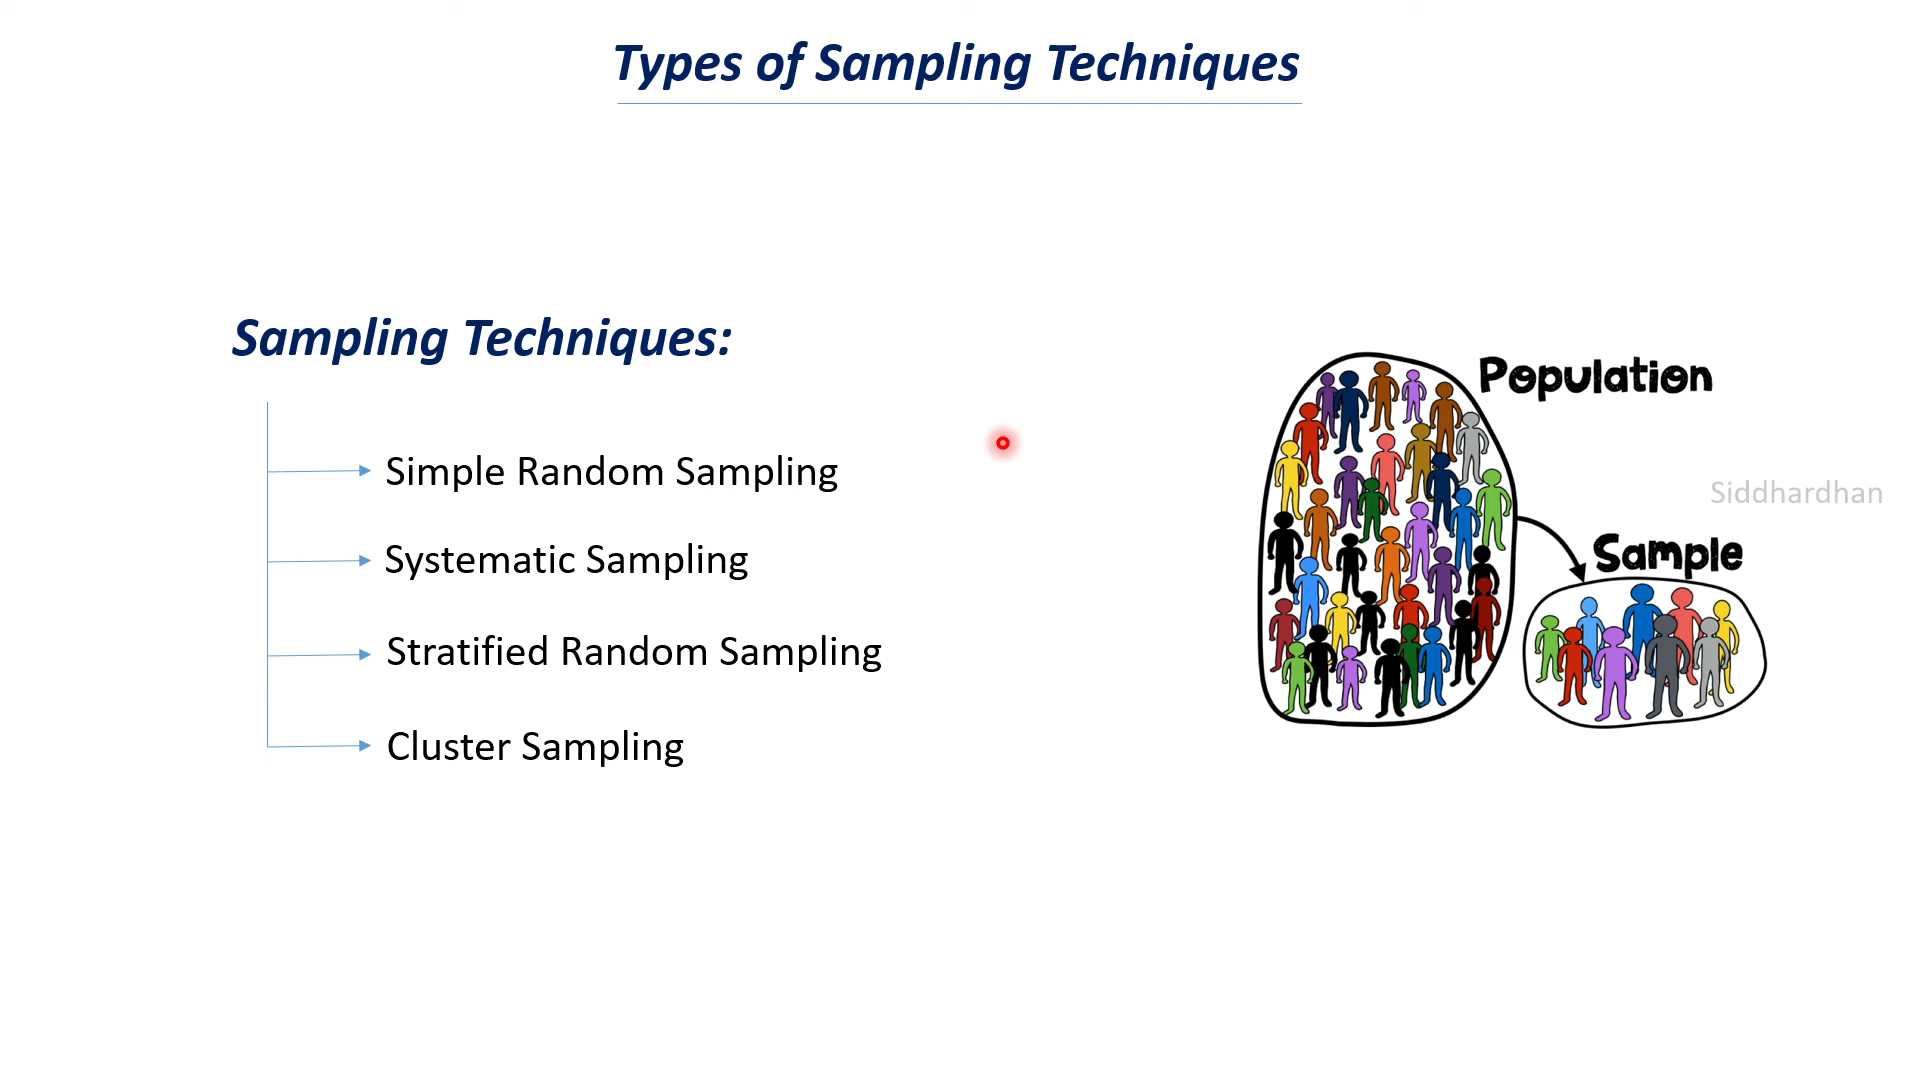 Types of Sampling Techniques
Sampling Techniques:
Simple Random Sampling
Systematic Sampling
Stratified Random Sampling
Cluster Sampling
Population
Siddhardhan
Sample